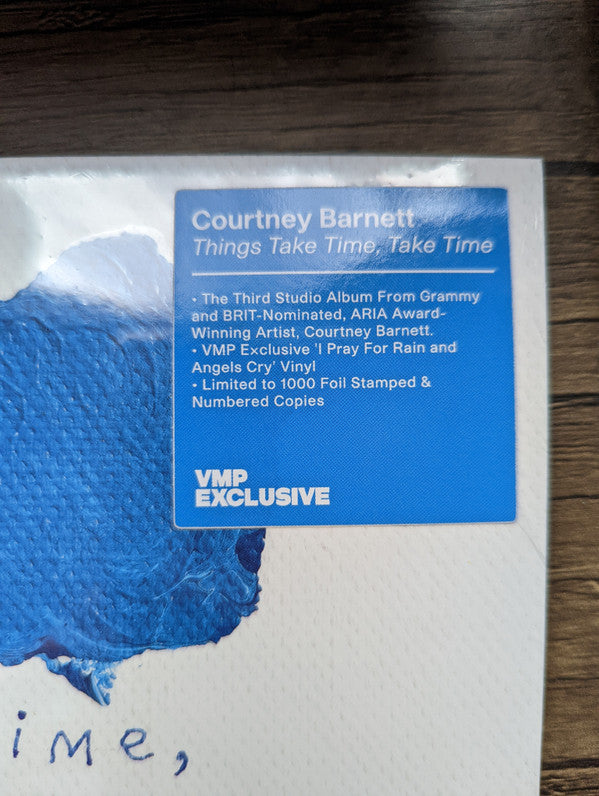 Courtney Barnett
Things Take Time, Take Time
• The Third Studio Album From Grammy
and BRIT-Nominated, ARIA Award-
Winning Artist, Courtney Barnett.
• VMP Exclusive 'I Pray For Rain and
Angels Cry' Vinyl
• Limited to 1000 Foil Stamped &
Numbered Copies
VMP
EXCLUSIVE
ime,